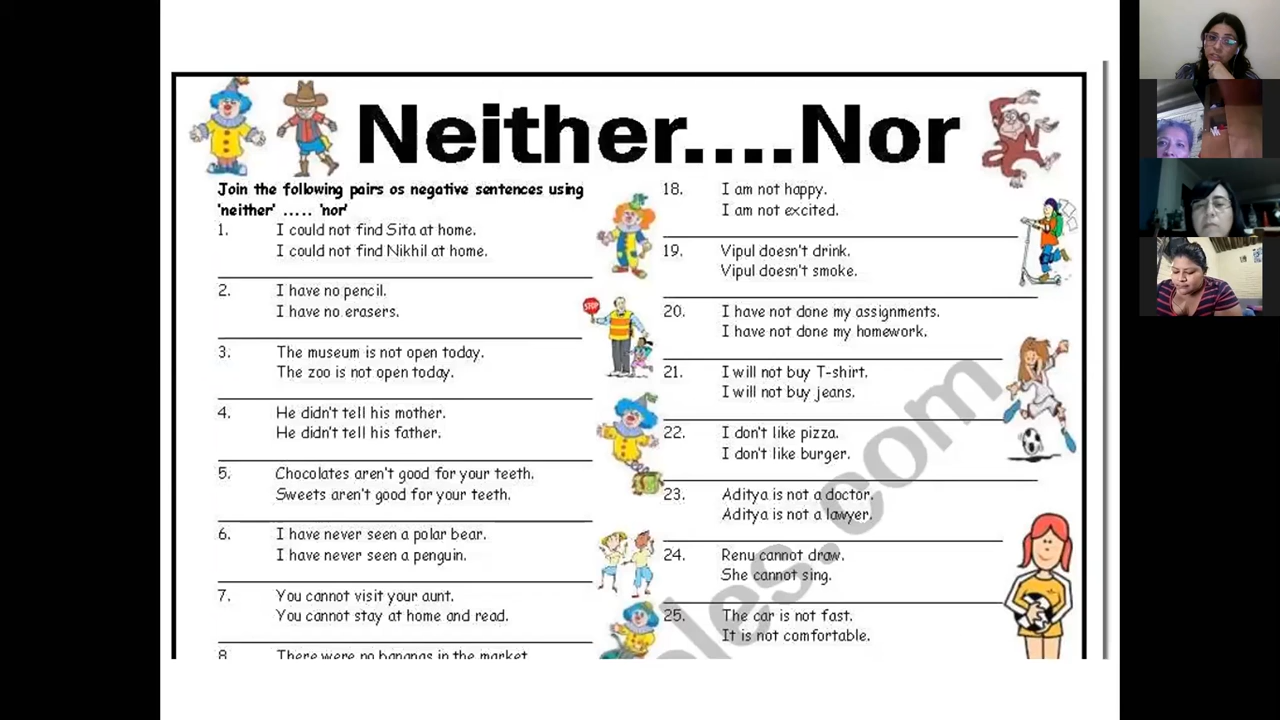 Neither....Nor
Join the following pairs os negative sentences using
'neither' ..... 'nor'
1. I could not find Sita at home.
I could not find Nikhil at home.
2. I have no pencil.
I have no erasers.
3. The museum is not open today.
The zoo is not open today.
4. He didn't tell his mother.
He didn't tell his father.
5. Chocolates aren't good for your teeth.
Sweets aren't good for your teeth.
6. I have never seen a polar bear.
I have never seen a penguin.
7. You cannot visit your aunt.
You cannot stay at home and read.
8. There were no bananas in the market.
18. I am not happy.
I am not excited.
19. Vipul doesn't drink.
Vipul doesn't smoke.
20. I have not done my assignments.
I have not done my homework.
21. I will not buy T-shirt.
I will not buy jeans.
22. I don't like pizza.
I don't like burger.
23. Aditya is not a doctor.
Aditya is not a lawyer.
24. Renu cannot draw.
She cannot sing.
25. The car is not fast.
It is not comfortable.
STOP
les.com